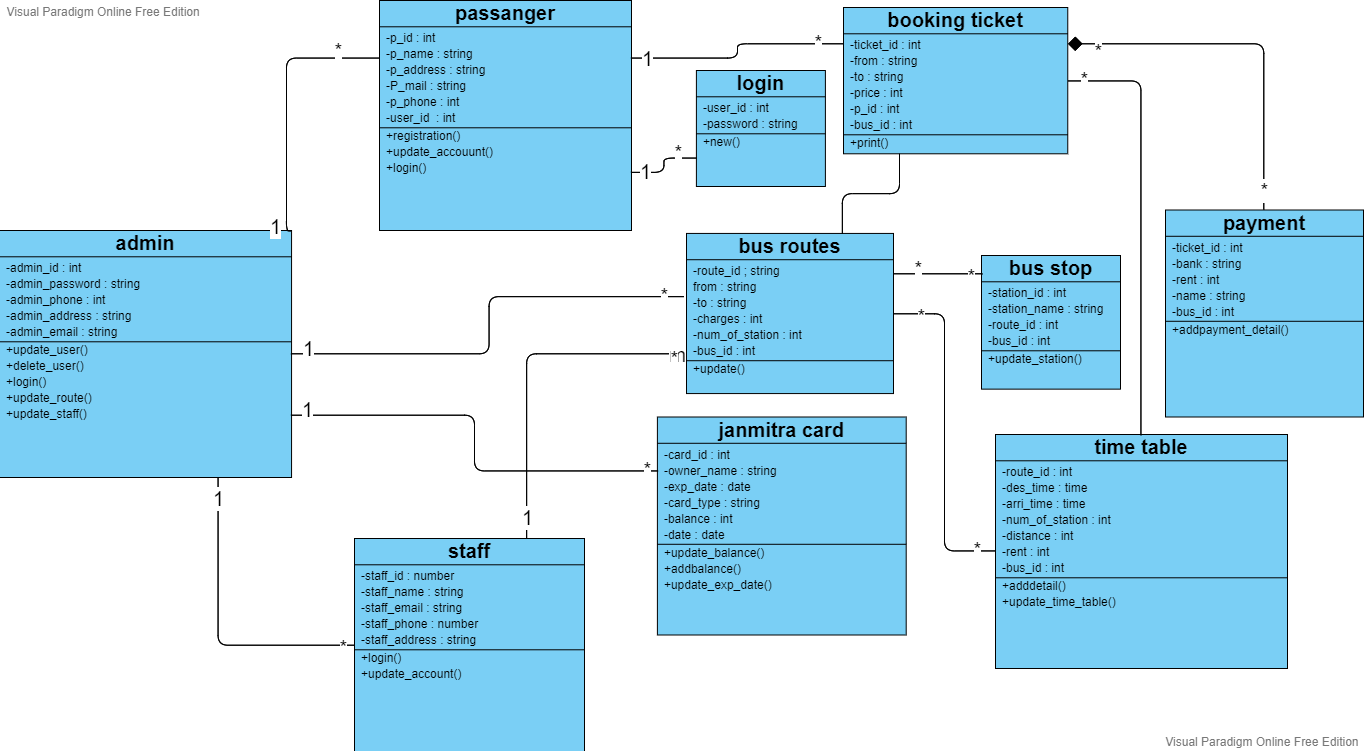 Visual Paradigm Online Free Edition
passanger
-p_id : int
-p_name : string
-p_address : string
-P_mail : string
-p_phone : int
-user_id : int
+registration()
+update_accouunt()
+login()
booking ticket
-ticket_id : int
-from : string
-to : string
-price : int
-p_id : int
-bus_id : int
+print()
login
-user_id : int
-password : string
+new()
admin
-admin_id : int
-admin_password : string
-admin_phone : int
-admin_address : string
-admin_email : string
+update_user()
+delete_user()
+login()
+update_route()
+update_staff()
bus routes
-route_id ; string
from : string
-to : string
-charges : int
-num_of_station : int
-bus_id : int
+update()
bus stop
-station_id : int
-station_name : string
-route_id : int
-bus_id : int
+update_station()
payment
-ticket_id : int
-bank : string
-rent : int
-name : string
-bus_id : int
+addpayment_detail()
janmitra card
-card_id : int
-owner_name : string
-exp_date : date
-card_type : string
-balance : int
-date : date
+update_balance()
+addbalance()
+update_exp_date()
time table
-route_id : int
-des_time : time
-arri_time : time
-num_of_station : int
-distance : int
-rent : int
-bus_id : int
+adddetail()
+update_time_table()
staff
-staff_id : number
-staff_name : string
-staff_email : string
-staff_phone : number
-staff_address : string
+login()
+update_account()
1
*
1
*
1
*
*
*
*
1
*
*
*
*
*
1
*
1
1
*
Visual Paradigm Online Free Edition